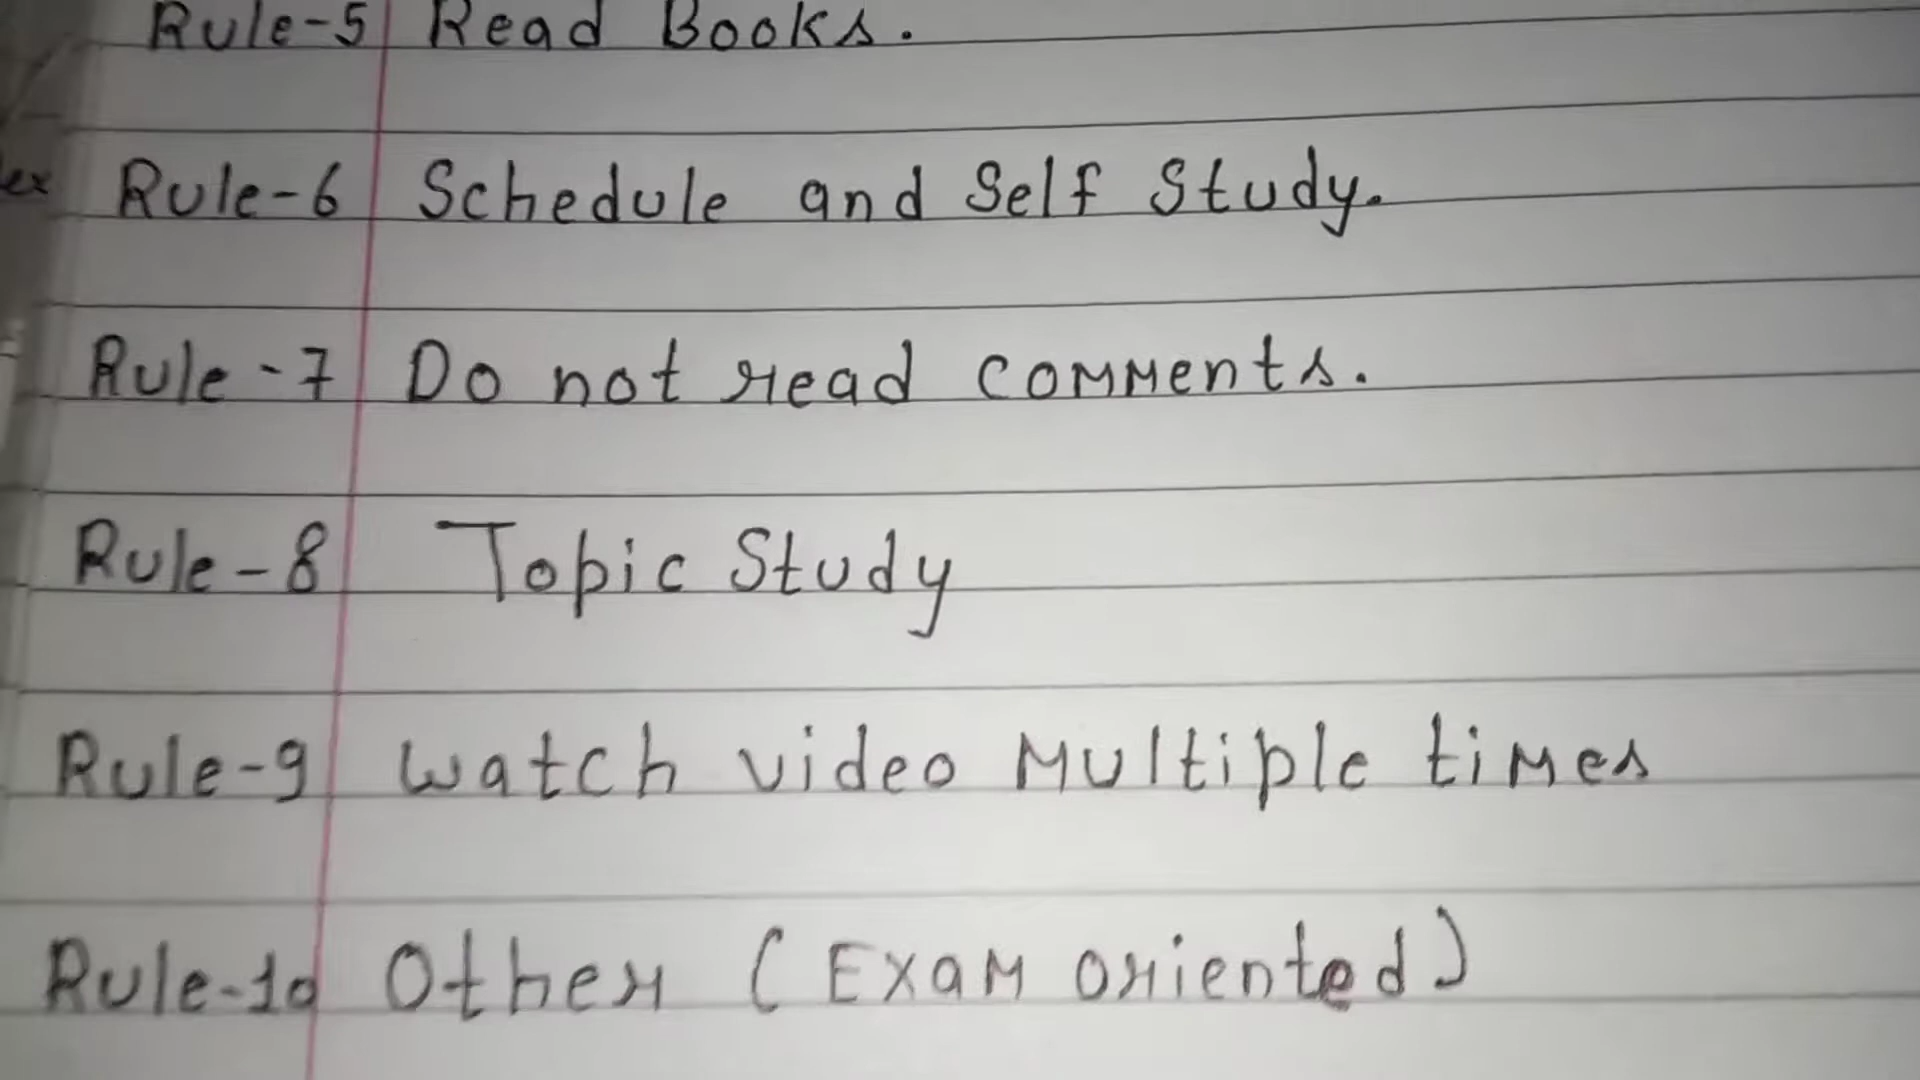 Rule-5 Read Books.
Rule-6 Schedule and Self Study.
Rule-7 Do not read comments.
Rule-8 Topic Study
Rule-9 watch video Multiple times
Rule-10 Other (Exam oriented)